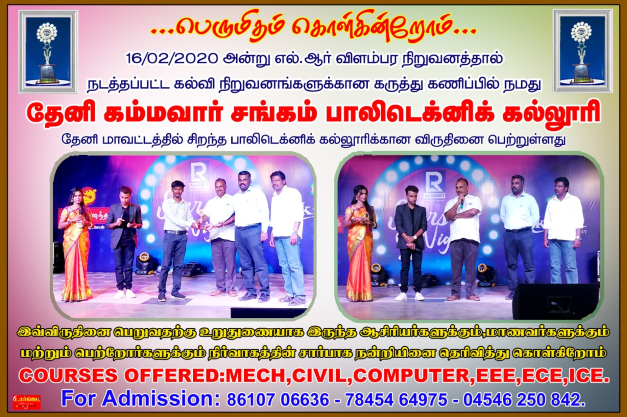 ...பெருமிதம் கொள்கின்றோம்...
16/02/2020 அன்று எல்.ஆர் விளம்பர நிறுவனத்தால்
நடத்தப்பட்ட கல்வி நிறுவனங்களுக்கான கருத்து கணிப்பில் நமது
தேனி கம்மவார் சங்கம் பாலிடெக்னிக் கல்லூரி
தேனி மாவட்டத்தில் சிறந்த பாலிடெக்னிக் கல்லூரிக்கான விருதினை பெற்றுள்ளது
R
இவ்விருதினை பெறுவதற்கு உறுதுணையாக இருந்த ஆசிரியர்களுக்கும்,மாணவர்களுக்கும்
மற்றும் பெற்றோர்களுக்கும் நிர்வாகத்தின் சார்பாக நன்றியினை தெரிவித்து கொள்கிறோம்
COURSES OFFERED:MECH,CIVIL,COMPUTER,EEE,ECE,ICE.
For Admission: 86107 06636 - 78454 64975 - 04546 250 842.